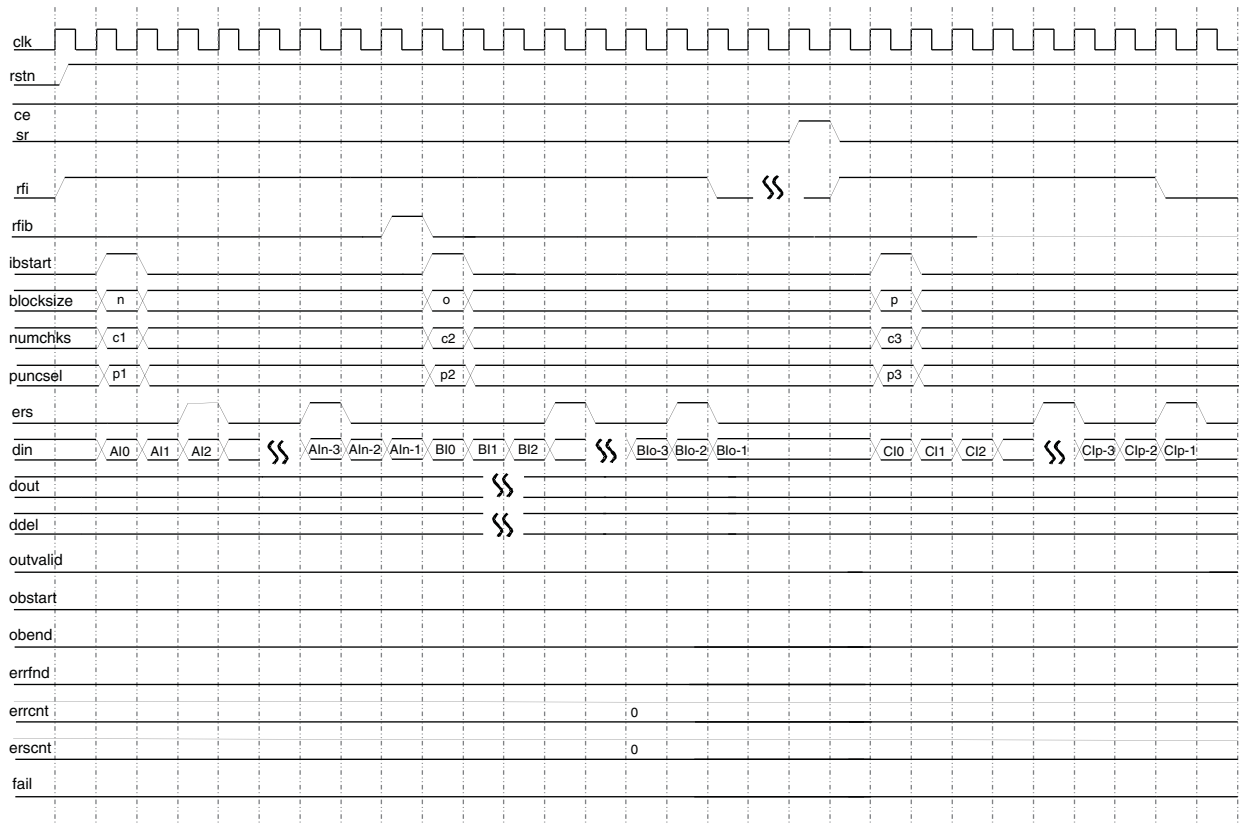 clk
rstn
ce
sr
rfi
rfib
ibstart
blocksize n o p
numchks c1 c2 c3
puncsel p1 p2 p3
ers
din AI0 AI1 AI2 AIn-3 AIn-2 AIn-1 BI0 BI1 BI2 BIo-3 BIo-2 BIo-1 CI0 CI1 CI2 CIp-3 CIp-2 CIp-1
dout
ddel
outvalid
obstart
obend
errfnd
errcnt 0
erscnt 0
fail